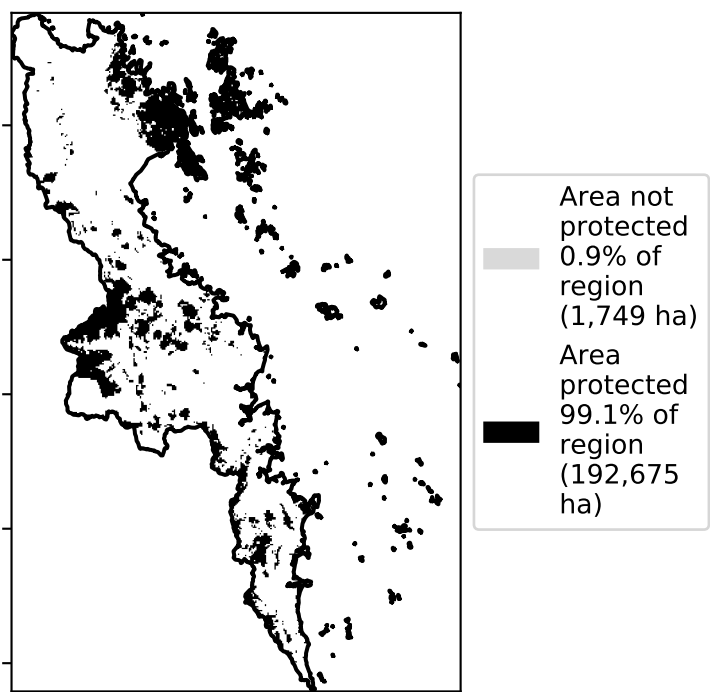 Area not
protected
0.9% of
region
(1,749 ha)
Area
protected
99.1% of
region
(192,675
ha)